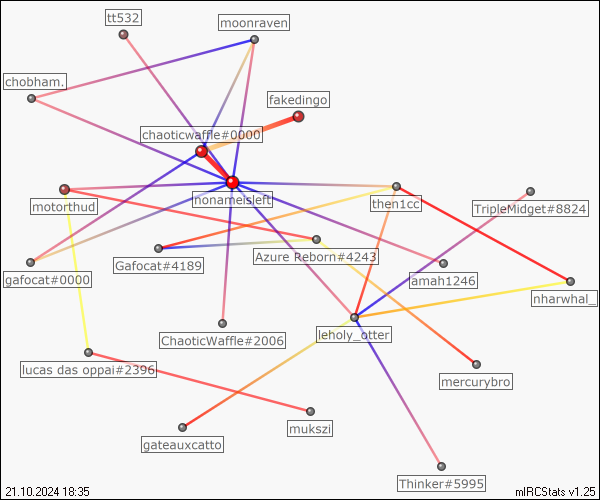 tt532
moonraven
chobham.
fakedingo
chaoticwaffle#0000
nonameisleft
motorthud
then1cc
TripleMidget#8824
gafocat#0000
Gafocat#4189
Azure Reborn#4243
amah1246
nharwhal_
ChaoticWaffle#2006
leholy_otter
lucas das oppai#2396
mercurybro
mukszi
gateauxcatto
Thinker#5995
21.10.2024 18:35
mIRCStats v1.25